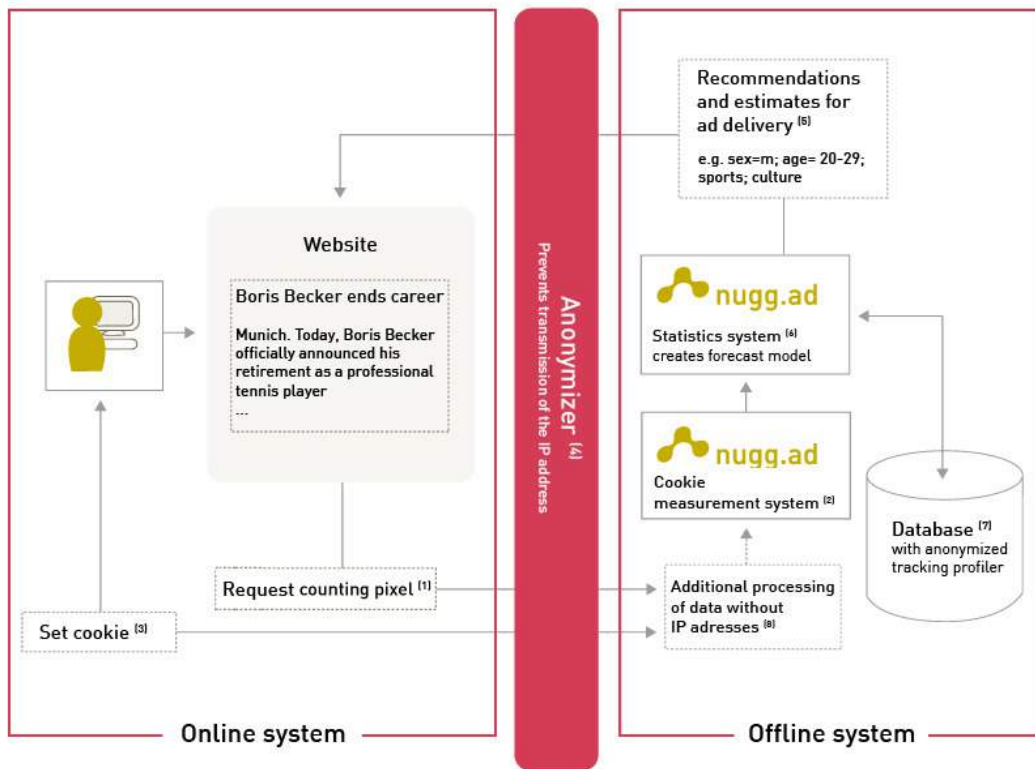 Website
Boris Becker ends career
Munich. Today, Boris Becker
officially announced his
retirement as a professional
tennis player
...
Request counting pixel (1)
Set cookie (3)
Online system
Anonymizer (4)
Prevents transmission of the IP address
Recommendations
and estimates for
ad delivery (5)
e.g. sex=m; age= 20-29;
sports; culture
nugg.ad
Statistics system (6)
creates forecast model
nugg.ad
Cookie
measurement system (2)
Additional processing
of data without
IP adresses (8)
Database (7)
with anonymized
tracking profiler
Offline system